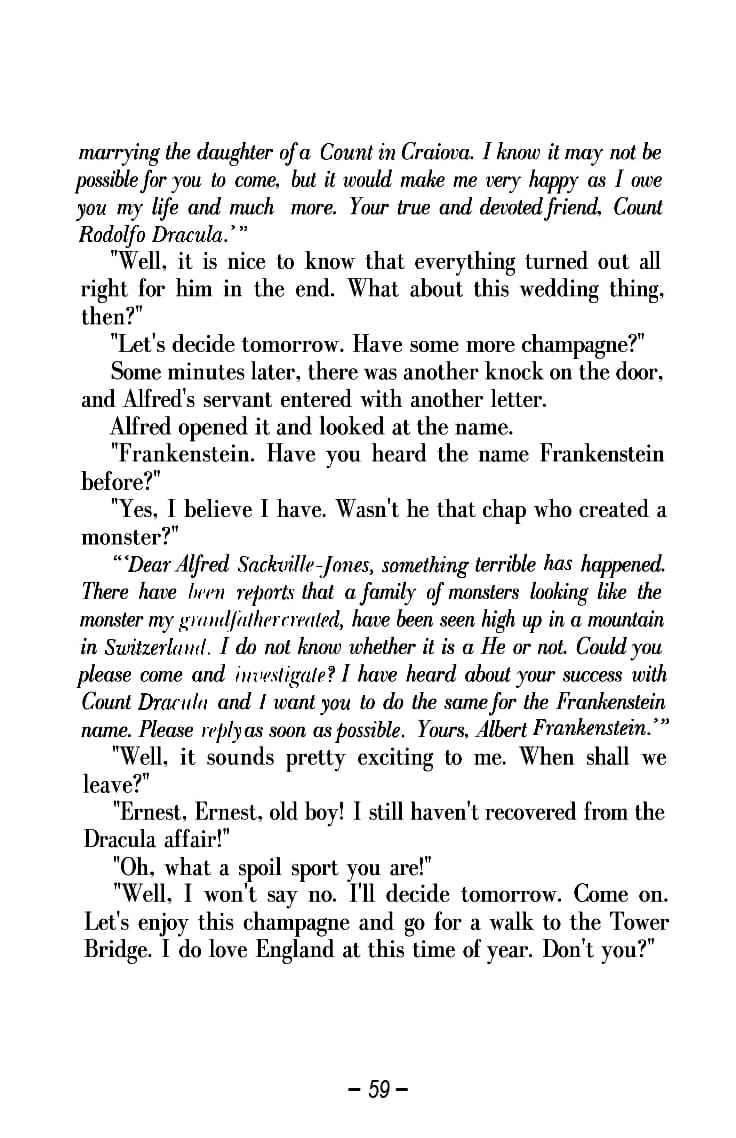 marrying the daughter of a Count in Craiova. I know it may not be
possible for you to come, but it would make me very happy as I owe
you my life and much more. Your true and devoted friend, Count
Rodolfo Dracula.’”
"Well, it is nice to know that everything turned out all
right for him in the end. What about this wedding thing,
then?"
"Let's decide tomorrow. Have some more champagne?"
Some minutes later, there was another knock on the door,
and Alfred's servant entered with another letter.
Alfred opened it and looked at the name.
"Frankenstein. Have you heard the name Frankenstein
before?"
"Yes, I believe I have. Wasn't he that chap who created a
monster?"
“‘Dear Alfred Sackville-Jones, something terrible has happened.
There have been reports that a family of monsters looking like the
monster my grandfather created, have been seen high up in a mountain
in Switzerland. I do not know whether it is a He or not. Could you
please come and investigate? I have heard about your success with
Count Dracula and I want you to do the same for the Frankenstein
name. Please reply as soon as possible. Yours, Albert Frankenstein.’”
"Well, it sounds pretty exciting to me. When shall we
leave?"
"Ernest, Ernest, old boy! I still haven't recovered from the
Dracula affair!"
"Oh, what a spoil sport you are!"
"Well, I won't say no. I'll decide tomorrow. Come on.
Let's enjoy this champagne and go for a walk to the Tower
Bridge. I do love England at this time of year. Don't you?"
– 59 –